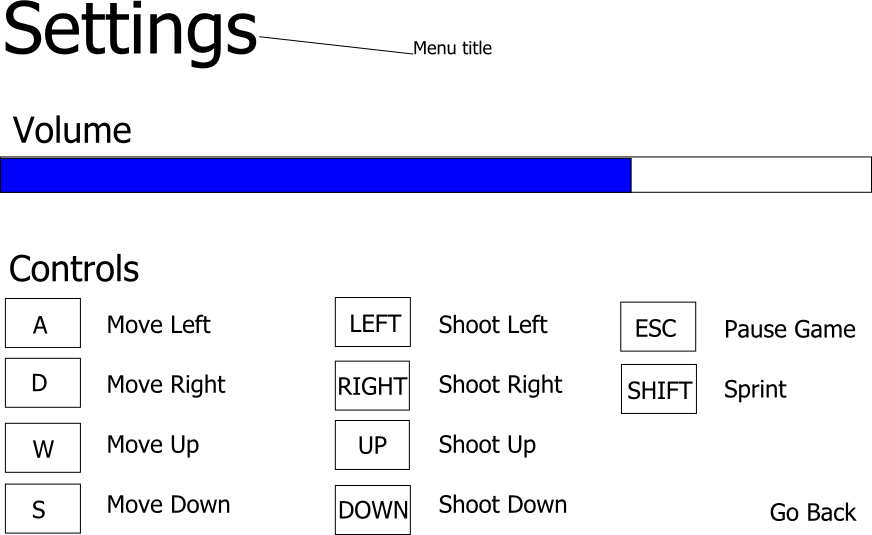 Settings
Menu title
Volume
Controls
A Move Left LEFT Shoot Left ESC Pause Game
D Move Right RIGHT Shoot Right SHIFT Sprint
W Move Up UP Shoot Up
S Move Down DOWN Shoot Down
Go Back